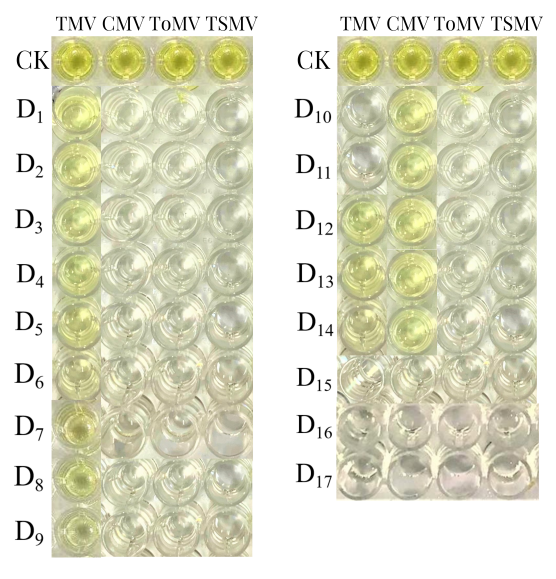 TMV CMV ToMV TSMV
CK
D1
D2
D3
D4
D5
D6
D7
D8
D9
TMV CMV ToMV TSMV
CK
D10
D11
D12
D13
D14
D15
D16
D17